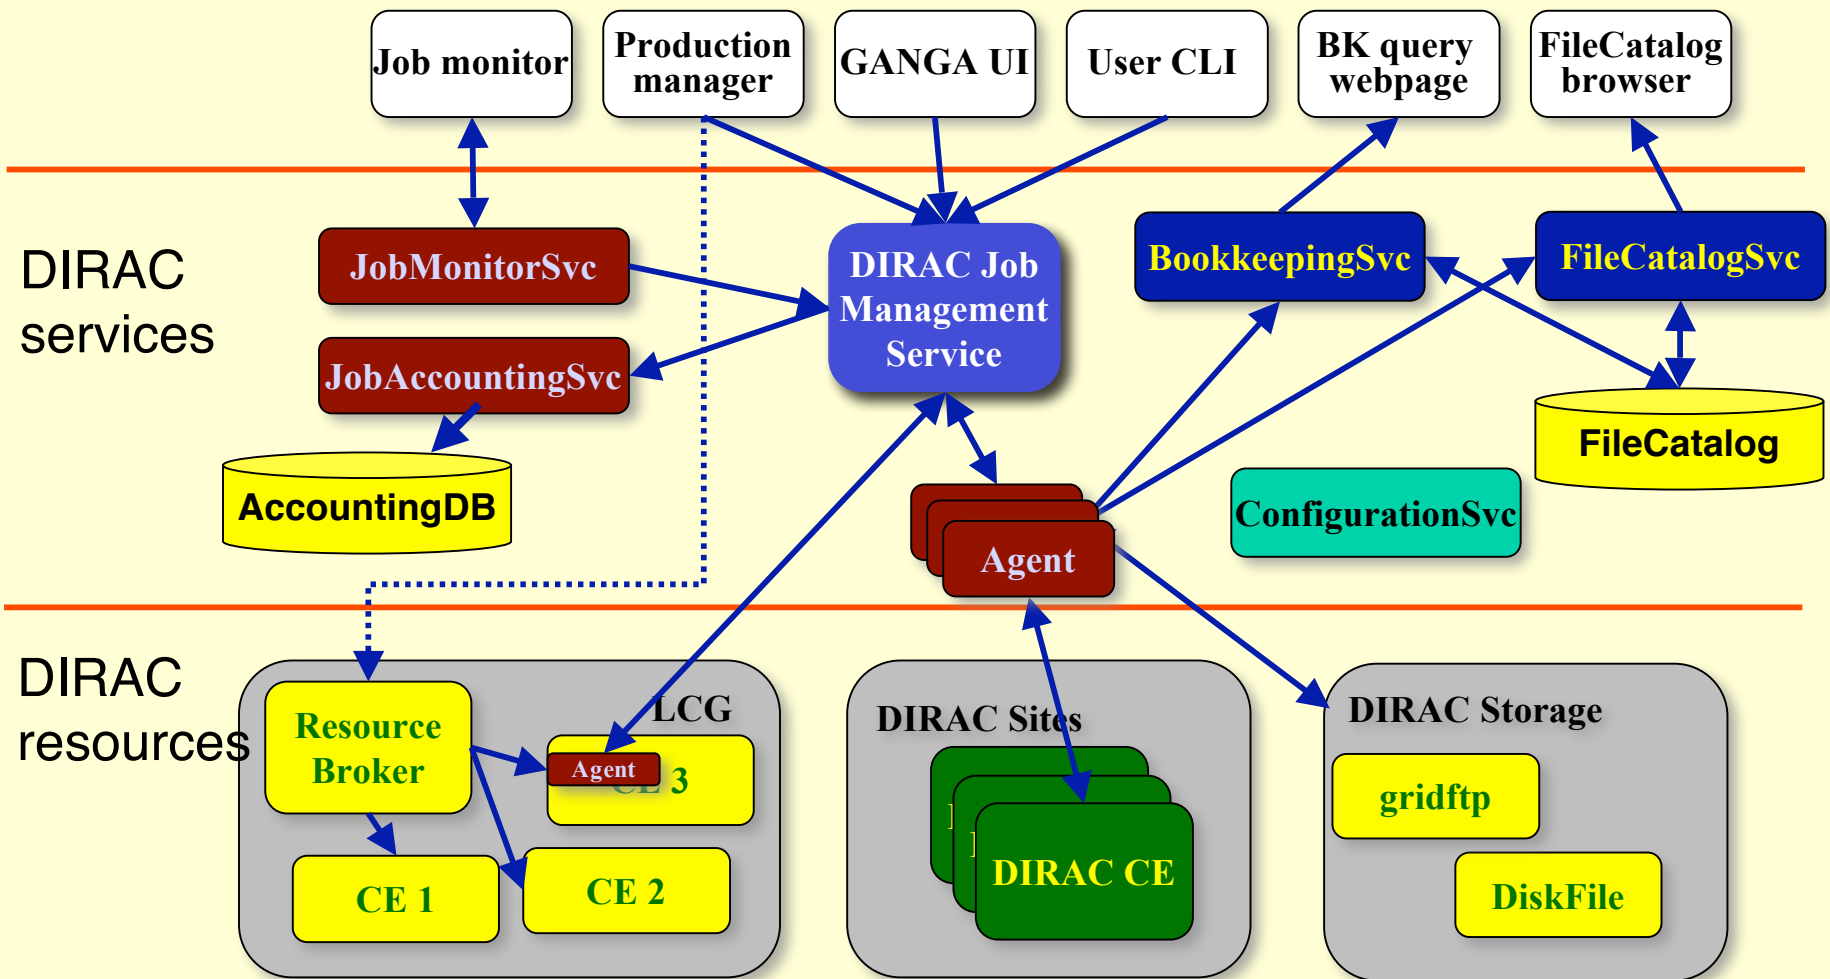 Job monitor
Production
manager
GANGA UI
User CLI
BK query
webpage
FileCatalog
browser
DIRAC
services
JobMonitorSvc
JobAccountingSvc
AccountingDB
DIRAC Job
Management
Service
BookkeepingSvc
FileCatalogSvc
FileCatalog
ConfigurationSvc
Agent
DIRAC
resources
LCG
Resource
Broker
Agent
CE 3
CE 1
CE 2
DIRAC Sites
DIRAC CE
DIRAC Storage
gridftp
DiskFile